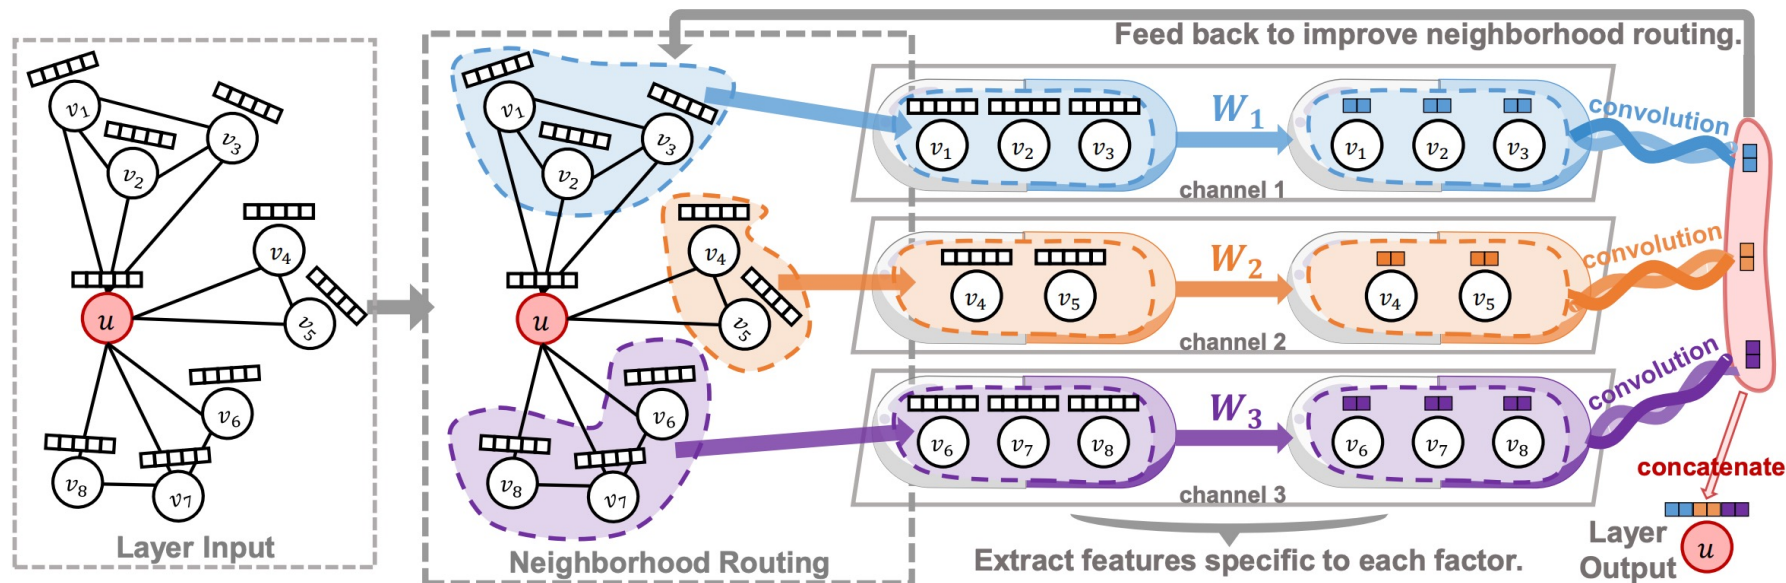 Feed back to improve neighborhood routing.
v₁
v₃
v₂
v₄
v₅
u
v₆
v₈
v₇
Layer Input
v₁
v₃
v₂
v₄
v₅
u
v₆
v₈
v₇
Neighborhood Routing
v₁ v₂ v₃
channel 1
W₁
v₁ v₂ v₃
convolution
v₄ v₅
channel 2
W₂
v₄ v₅
convolution
v₆ v₇ v₈
channel 3
W₃
v₆ v₇ v₈
convolution
Extract features specific to each factor.
concatenate
Layer
Output
u